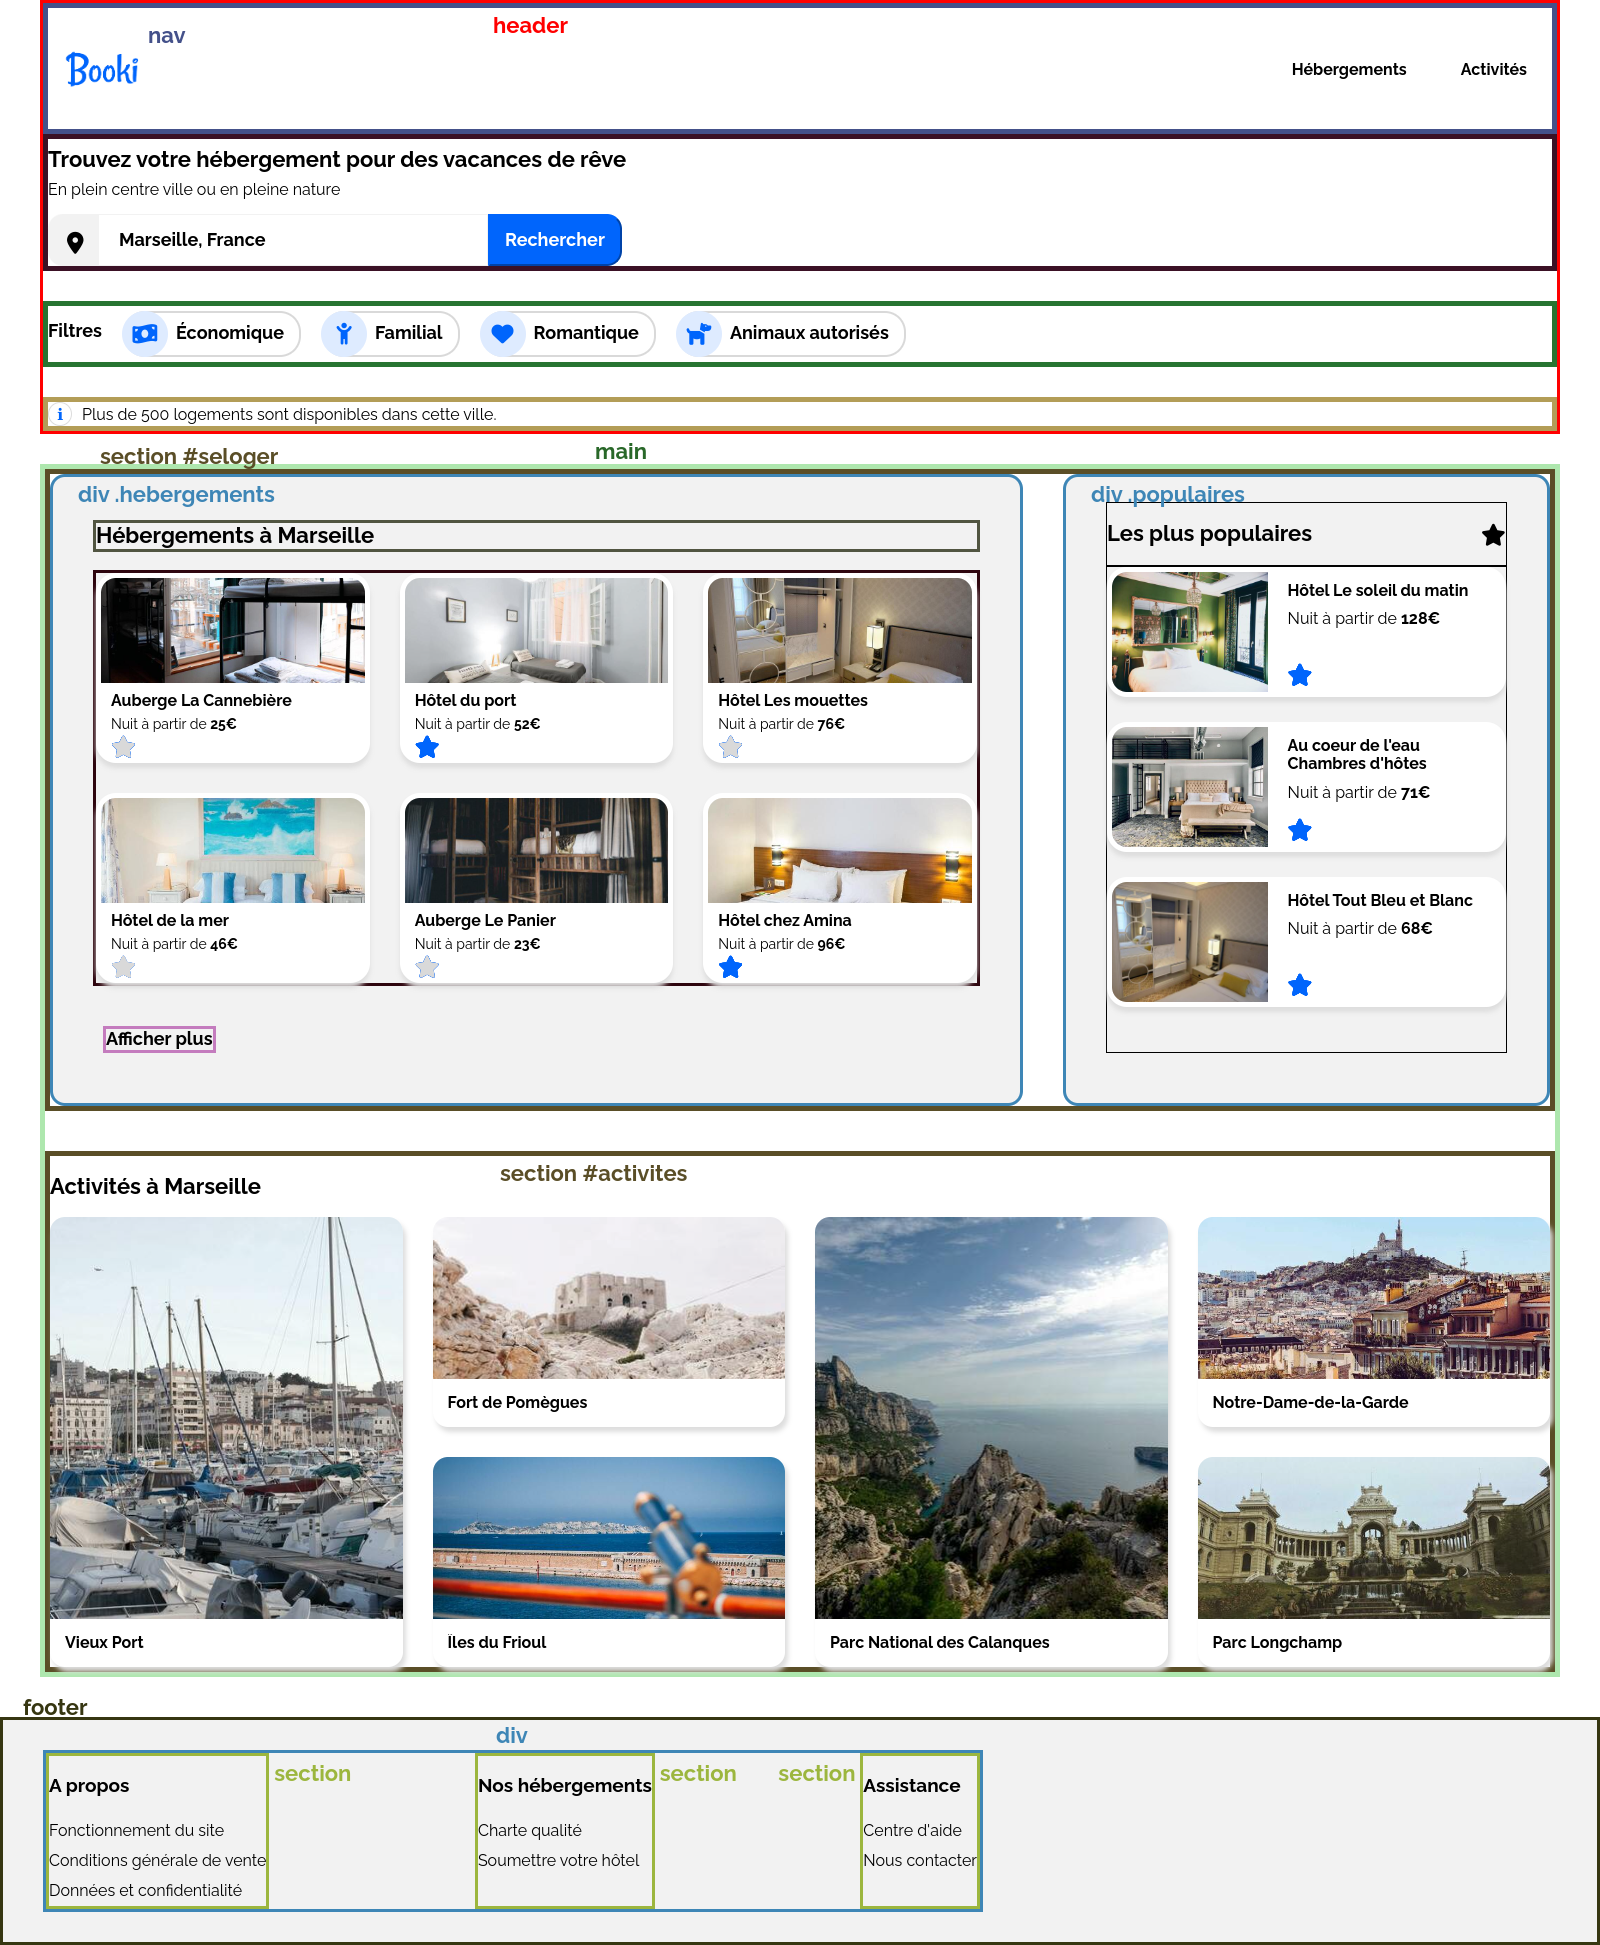 header
nav
Booki
Hébergements
Activités
Trouvez votre hébergement pour des vacances de rêve
En plein centre ville ou en pleine nature
Marseille, France
Rechercher
Filtres
Économique
Familial
Romantique
Animaux autorisés
i Plus de 500 logements sont disponibles dans cette ville.
section #seloger
main
div .hebergements
Hébergements à Marseille
Auberge La Cannebière
Nuit à partir de 25€
Hôtel du port
Nuit à partir de 52€
Hôtel Les mouettes
Nuit à partir de 76€
Hôtel de la mer
Nuit à partir de 46€
Auberge Le Panier
Nuit à partir de 23€
Hôtel chez Amina
Nuit à partir de 96€
Afficher plus
div .populaires
Les plus populaires
Hôtel Le soleil du matin
Nuit à partir de 128€
Au coeur de l'eau
Chambres d'hôtes
Nuit à partir de 71€
Hôtel Tout Bleu et Blanc
Nuit à partir de 68€
section #activites
Activités à Marseille
Vieux Port
Fort de Pomègues
Îles du Frioul
Parc National des Calanques
Notre-Dame-de-la-Garde
Parc Longchamp
footer
div
A propos
section
Fonctionnement du site
Conditions générale de vente
Données et confidentialité
Nos hébergements
section
Charte qualité
Soumettre votre hôtel
section
Assistance
Centre d'aide
Nous contacter